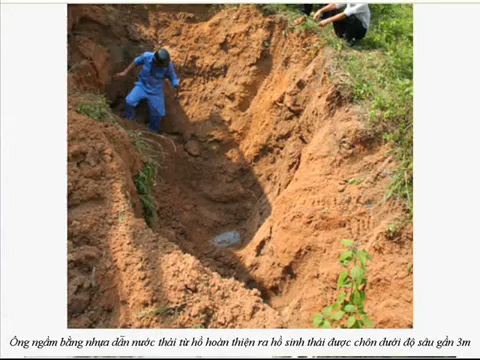 Ông ngầm bằng nhựa dẫn nước thải từ hồ hoàn thiện ra hồ sinh thái được chôn dưới độ sâu gần 3m